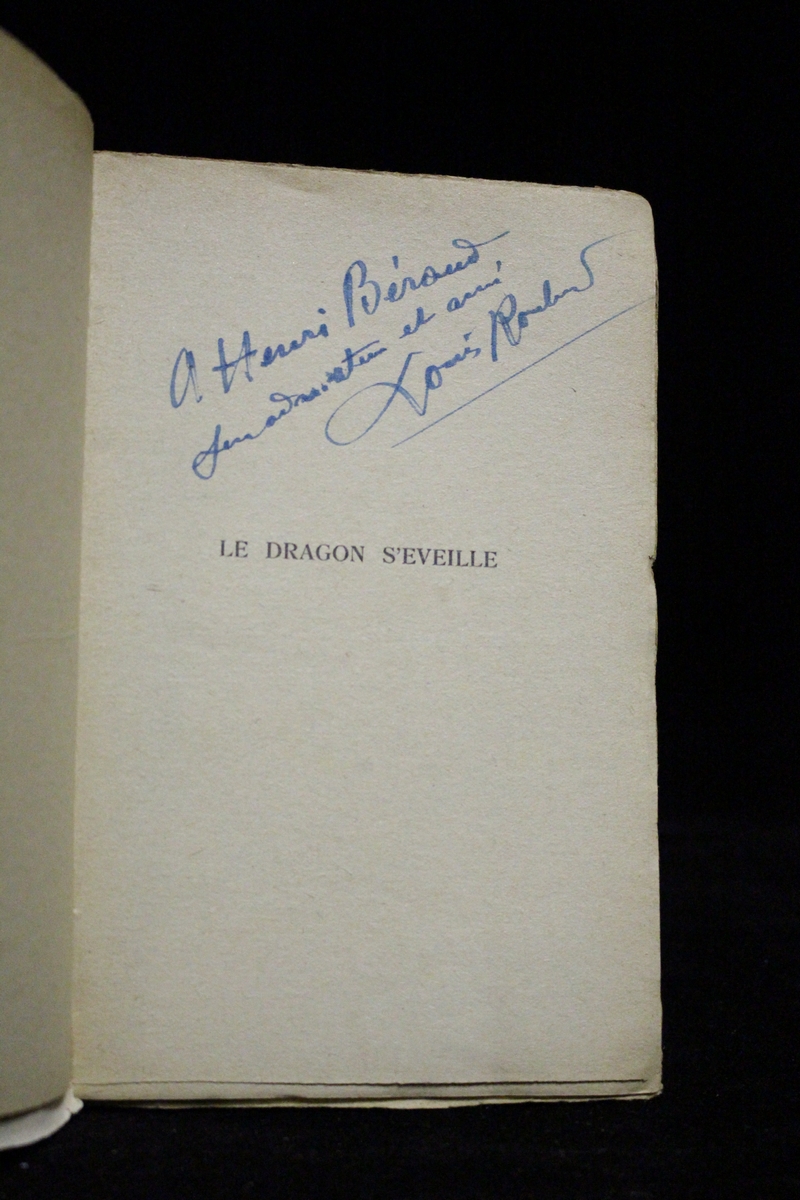 A Henri Béraud
son admirateur et ami
Louis Roubaud
LE DRAGON S'EVEILLE